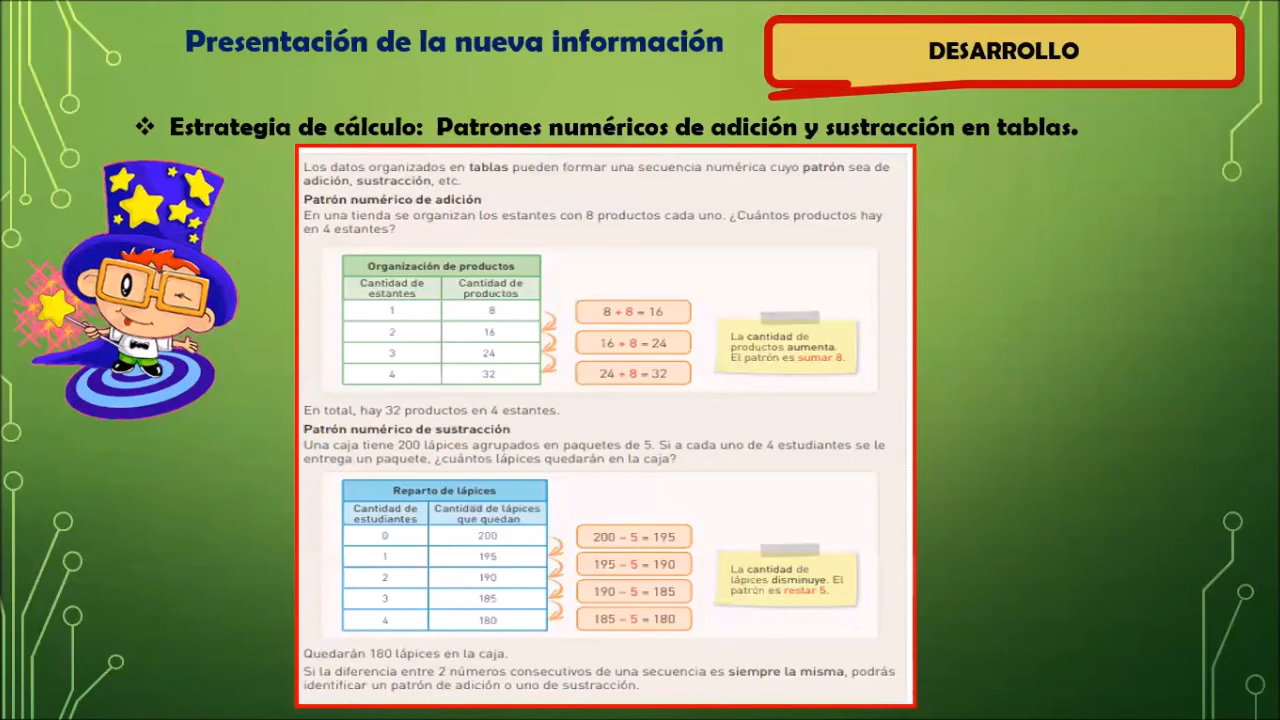 Presentación de la nueva información
DESARROLLO
❖ Estrategia de cálculo: Patrones numéricos de adición y sustracción en tablas.
Los datos organizados en tablas pueden formar una secuencia numérica cuyo patrón sea de
adición, sustracción, etc.
Patrón numérico de adición
En una tienda se organizan los estantes con 8 productos cada uno. ¿Cuántos productos hay
en 4 estantes?
Organización de productos
Cantidad de estantes Cantidad de productos
1 8
2 16
3 24
4 32
8 + 8 = 16
16 + 8 = 24
24 + 8 = 32
La cantidad de
productos aumenta.
El patrón es sumar 8.
En total, hay 32 productos en 4 estantes.
Patrón numérico de sustracción
Una caja tiene 200 lápices agrupados en paquetes de 5. Si a cada uno de 4 estudiantes se le
entrega un paquete, ¿cuántos lápices quedarán en la caja?
Reparto de lápices
Cantidad de estudiantes Cantidad de lápices que quedan
0 200
1 195
2 190
3 185
4 180
200 – 5 = 195
195 – 5 = 190
190 – 5 = 185
185 – 5 = 180
La cantidad de
lápices disminuye. El
patrón es restar 5.
Quedarán 180 lápices en la caja.
Si la diferencia entre 2 números consecutivos de una secuencia es siempre la misma, podrás
identificar un patrón de adición o uno de sustracción.